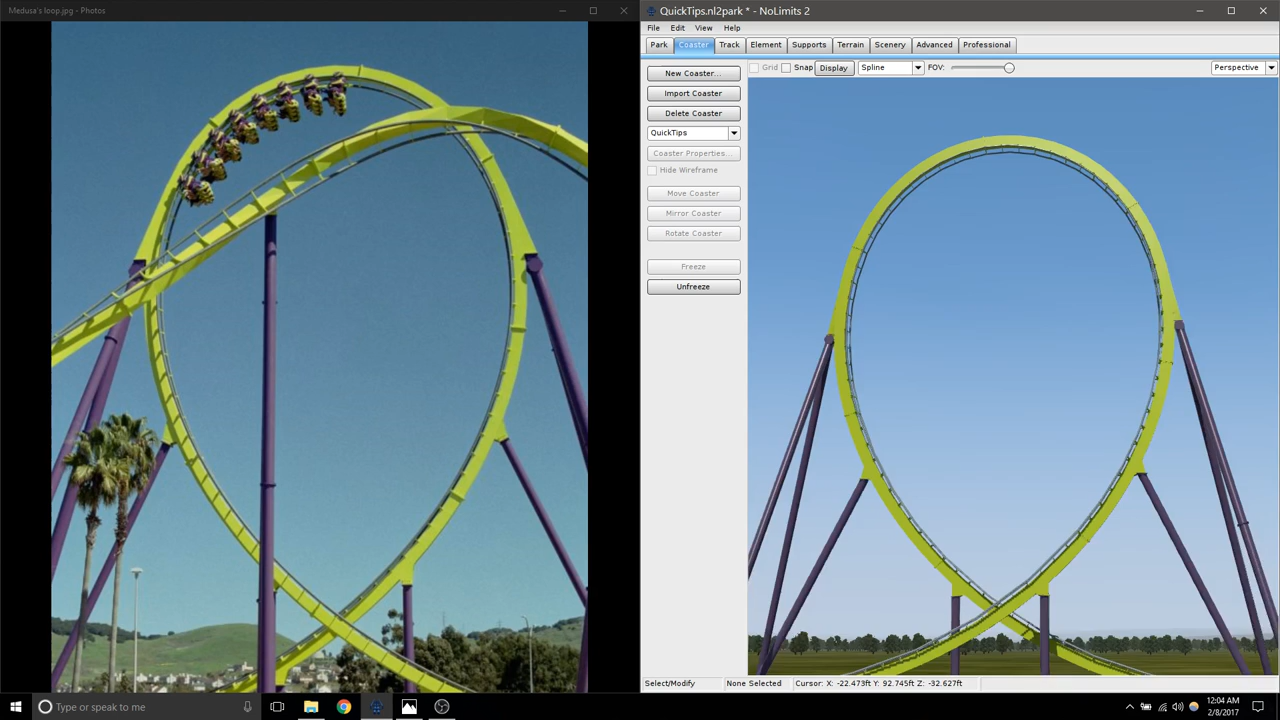 Medusa's loop.jpg - Photos
QuickTips.nl2park * - NoLimits 2
File Edit View Help
Park Coaster Track Element Supports Terrain Scenery Advanced Professional
New Coaster... Grid Snap Display Spline FOV: Perspective
Import Coaster
Delete Coaster
QuickTips
Coaster Properties...
Hide Wireframe
Move Coaster
Mirror Coaster
Rotate Coaster
Freeze
Unfreeze
Select/Modify None Selected Cursor: X: -22.473ft Y: 92.745ft Z: -32.627ft
Type or speak to me
12:04 AM
2/8/2017